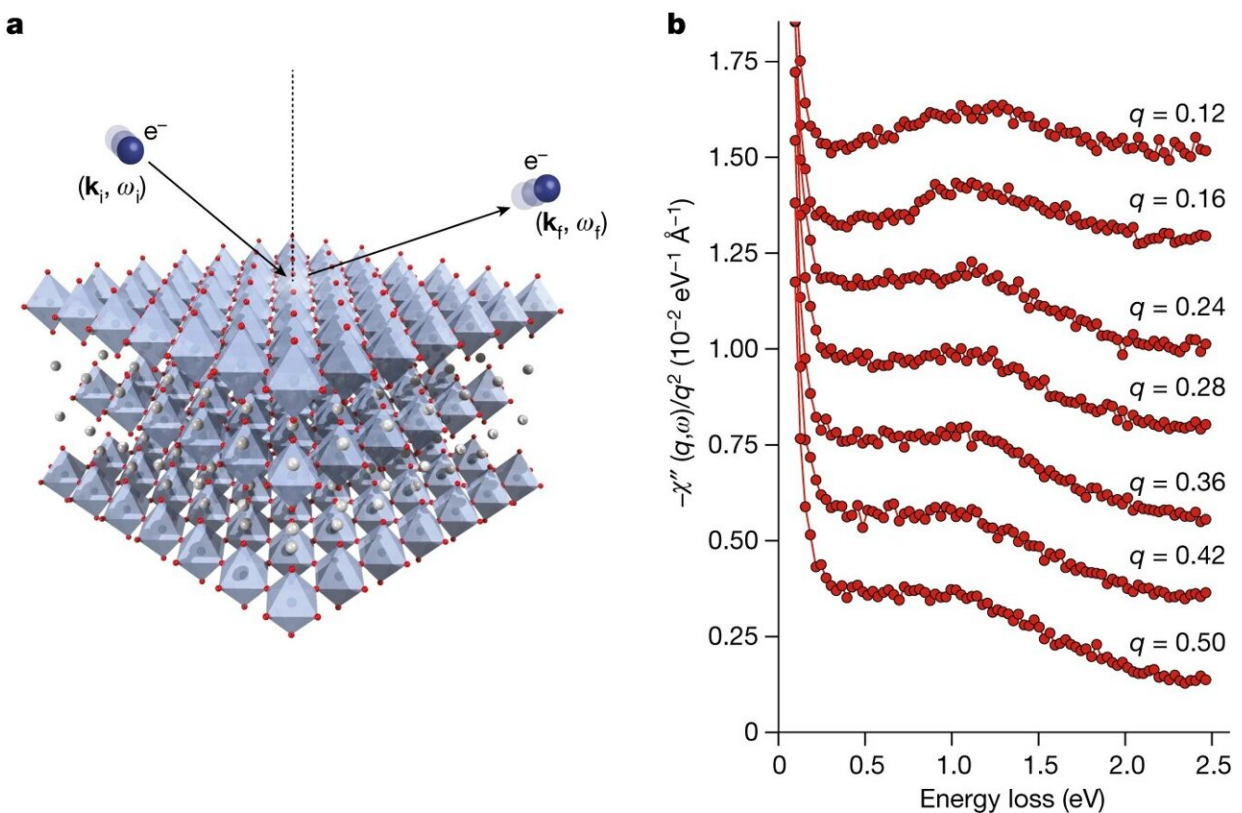 a
e⁻
(kᵢ, ωᵢ)
e⁻
(k_f, ω_f)
b
−χ″ (q,ω)/q² (10⁻² eV⁻¹ Å⁻¹)
1.75
1.50
1.25
1.00
0.75
0.50
0.25
0
q = 0.12
q = 0.16
q = 0.24
q = 0.28
q = 0.36
q = 0.42
q = 0.50
0 0.5 1.0 1.5 2.0 2.5
Energy loss (eV)